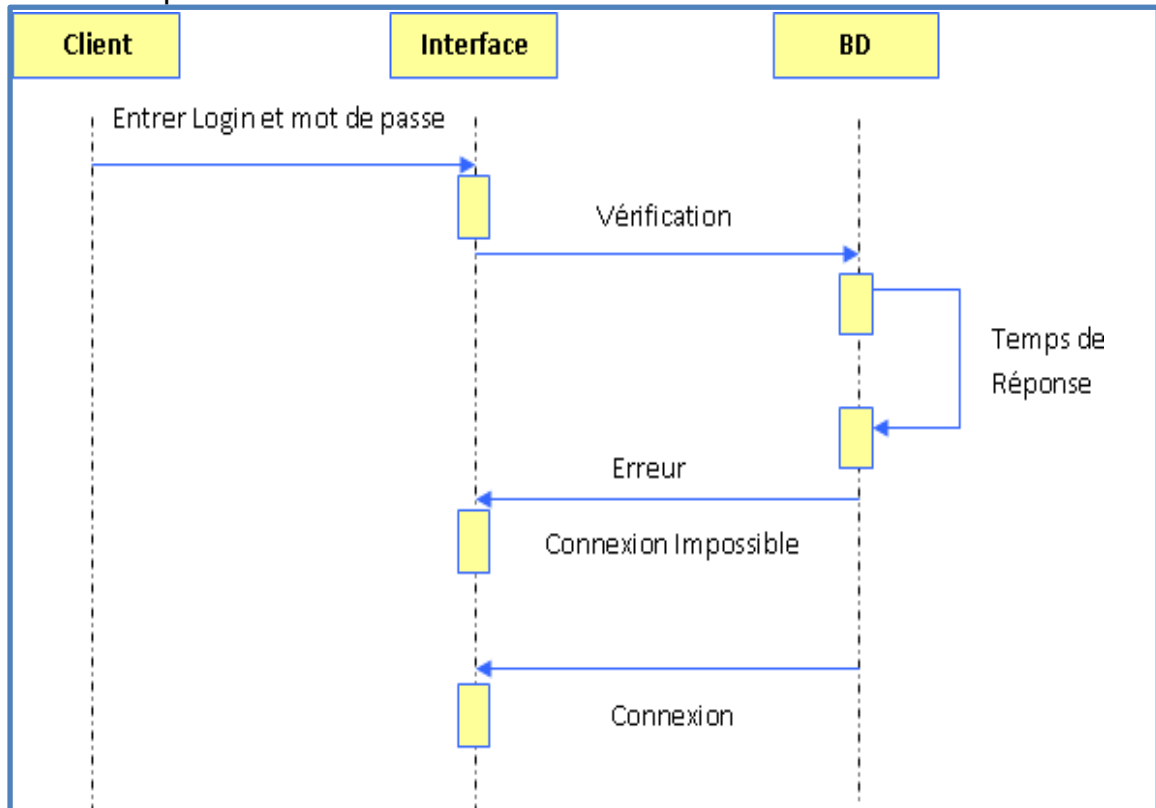 Client
Interface
BD
Entrer Login et mot de passe
Vérification
Temps de
Réponse
Erreur
Connexion Impossible
Connexion